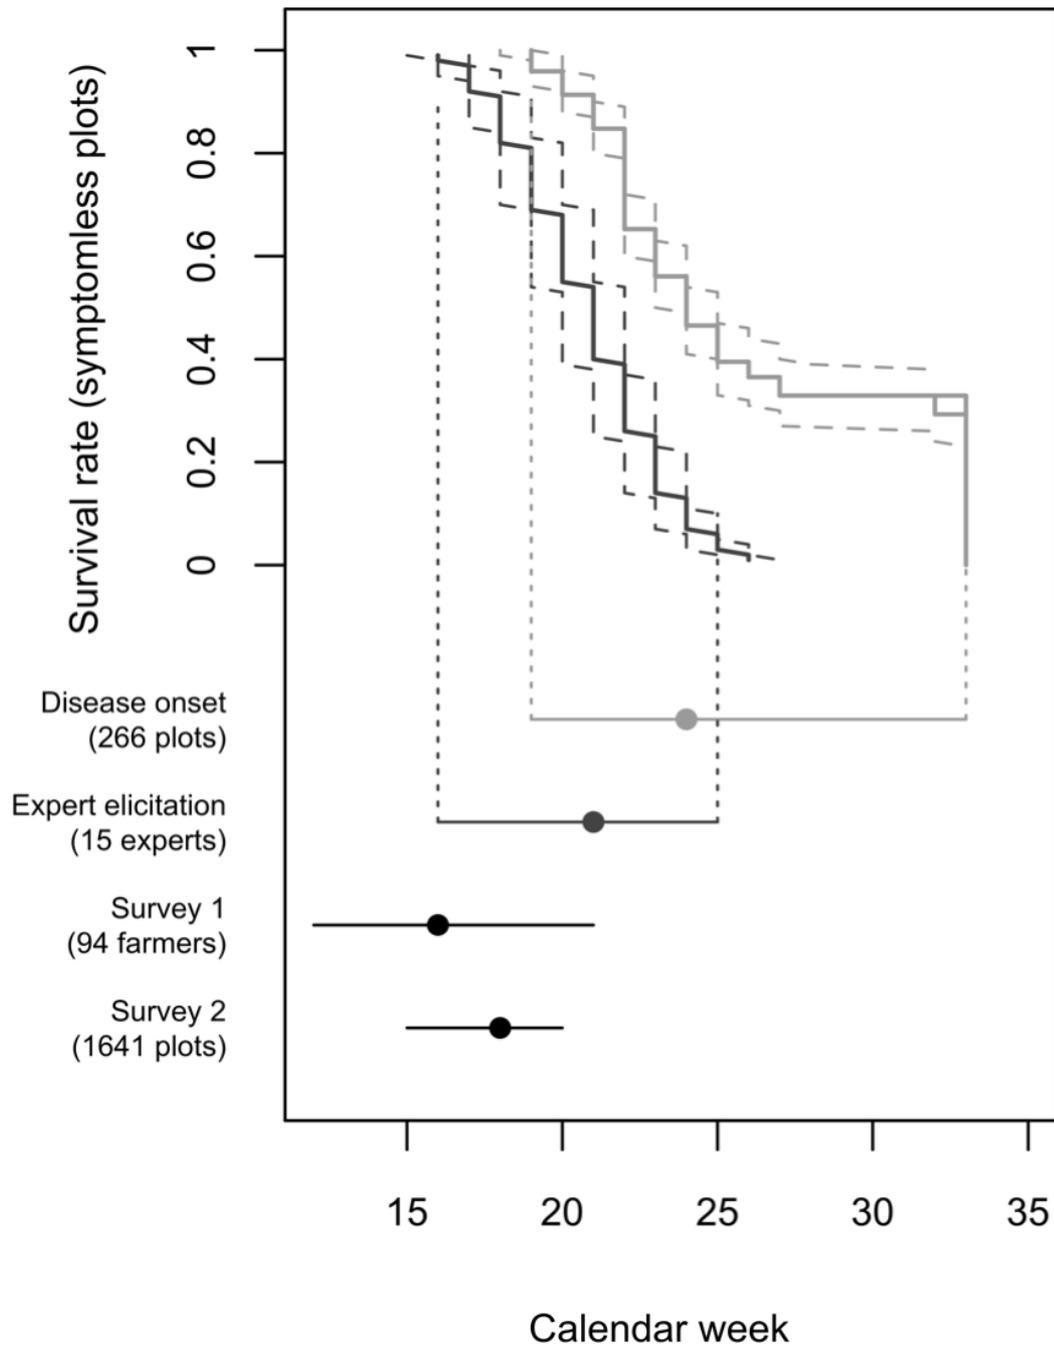 Survival rate (symptomless plots)
1
0.8
0.6
0.4
0.2
0
Disease onset
(266 plots)
Expert elicitation
(15 experts)
Survey 1
(94 farmers)
Survey 2
(1641 plots)
15 20 25 30 35
Calendar week